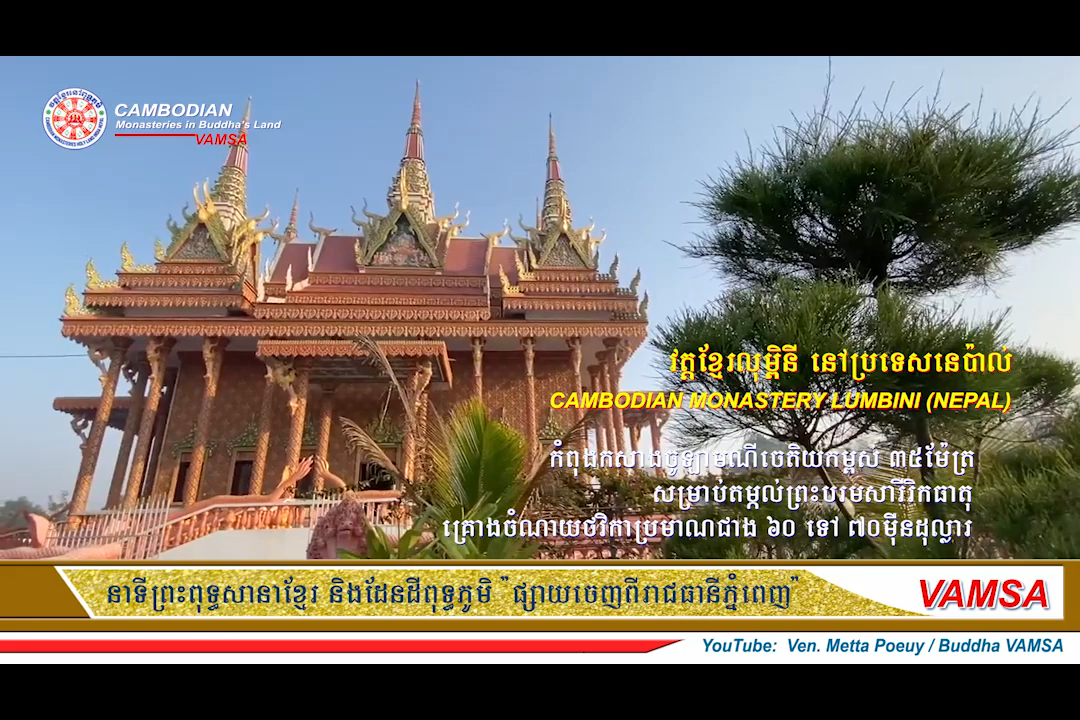 CAMBODIAN
Monasteries in Buddha's Land
VAMSA
វត្តខ្មែរលុម្ពិនី នៅប្រទេសនេប៉ាល់
CAMBODIAN MONASTERY LUMBINI (NEPAL)
កំពុងកសាងចូឡាមណីចេតិយកម្ពស់ ៣៥ម៉ែត្រ
សម្រាប់តម្កល់ព្រះបរមសារីរិកធាតុ
គ្រោងចំណាយថវិកាប្រមាណជាង ៦០ ទៅ ៧០ម៉ឺនដុល្លារ
នាទីព្រះពុទ្ធសាសនាខ្មែរ និងដែនដីពុទ្ធភូមិ "ផ្សាយចេញពីរាជធានីភ្នំពេញ"
VAMSA
YouTube: Ven. Metta Poeuy / Buddha VAMSA